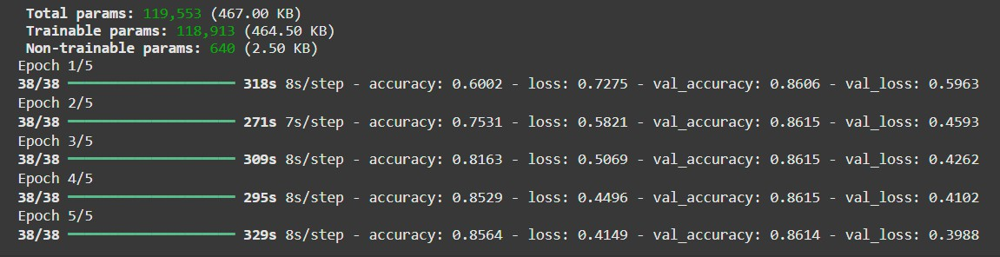 Total params: 119,553 (467.00 KB)
Trainable params: 118,913 (464.50 KB)
Non-trainable params: 640 (2.50 KB)
Epoch 1/5
38/38 ━━━━━━━━━━━━━━━━━━━━ 318s 8s/step - accuracy: 0.6002 - loss: 0.7275 - val_accuracy: 0.8606 - val_loss: 0.5963
Epoch 2/5
38/38 ━━━━━━━━━━━━━━━━━━━━ 271s 7s/step - accuracy: 0.7531 - loss: 0.5821 - val_accuracy: 0.8615 - val_loss: 0.4593
Epoch 3/5
38/38 ━━━━━━━━━━━━━━━━━━━━ 309s 8s/step - accuracy: 0.8163 - loss: 0.5069 - val_accuracy: 0.8615 - val_loss: 0.4262
Epoch 4/5
38/38 ━━━━━━━━━━━━━━━━━━━━ 295s 8s/step - accuracy: 0.8529 - loss: 0.4496 - val_accuracy: 0.8615 - val_loss: 0.4102
Epoch 5/5
38/38 ━━━━━━━━━━━━━━━━━━━━ 329s 8s/step - accuracy: 0.8564 - loss: 0.4149 - val_accuracy: 0.8614 - val_loss: 0.3988